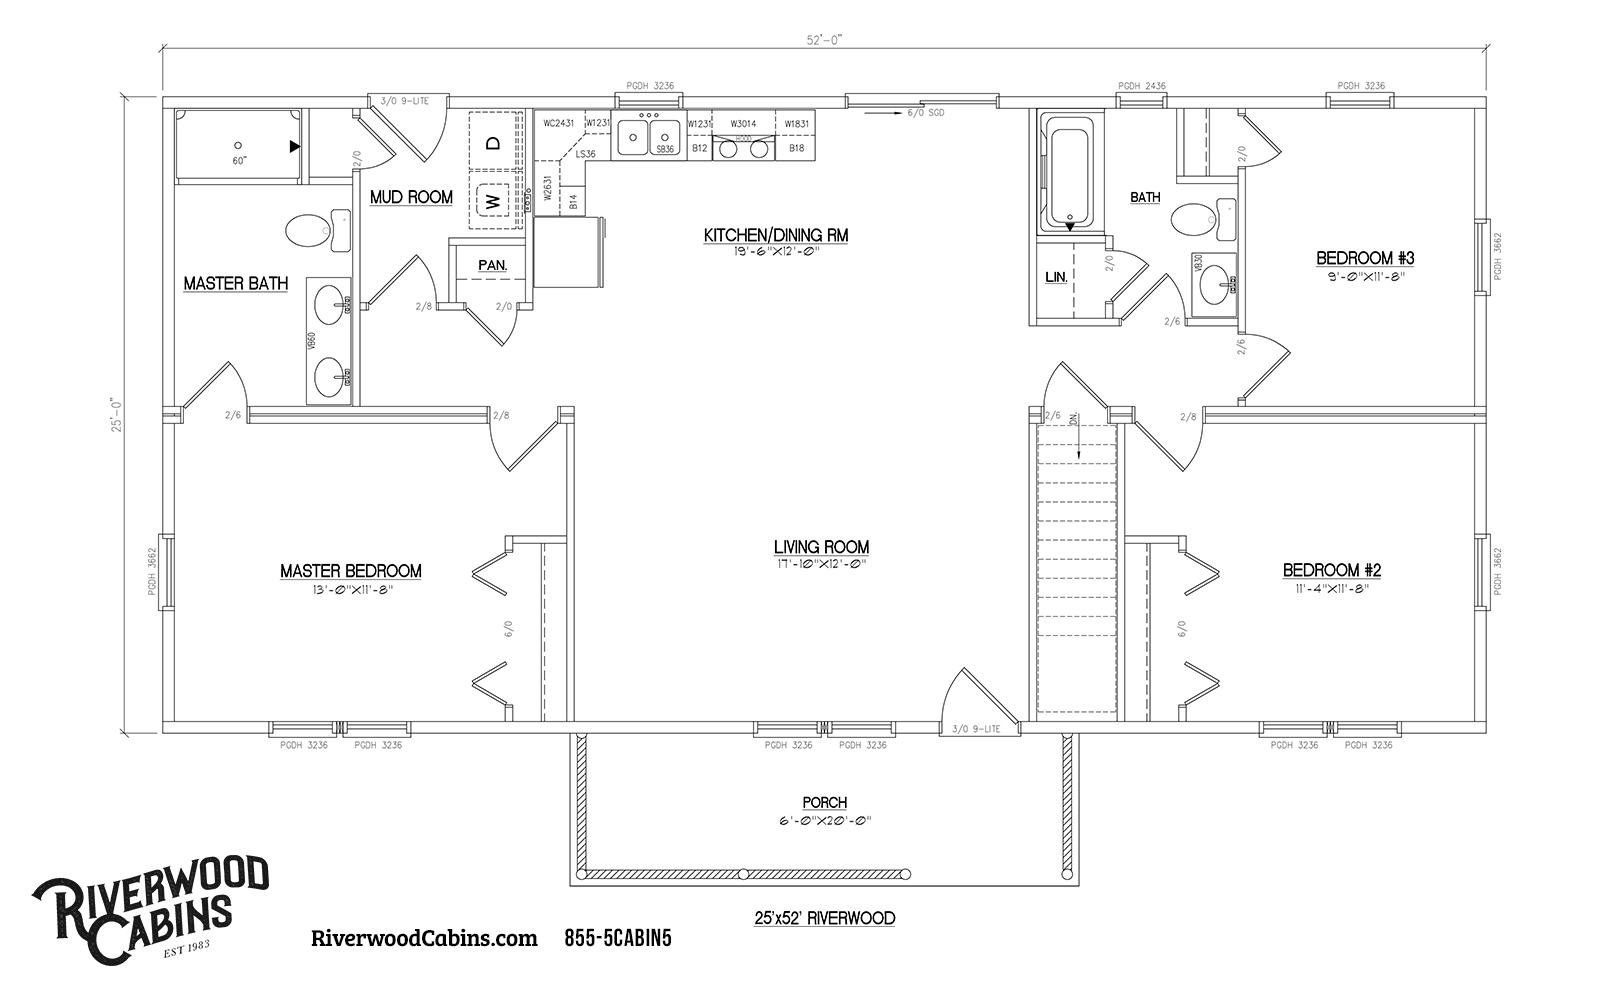 52'-0"
PGDH 3236
PGDH 2436
PGDH 3236
3/0 9-LITE
6/0 SGD
WC2431
W1231
W1231
W3014
W1831
HOOD
SB36
B12
B18
LS36
W2631
B14
60"
2/0
D
W
MUD ROOM
MASTER BATH
PAN.
2/8
2/0
VB60
KITCHEN/DINING RM
19'-6"X12'-0"
BATH
2/0
LIN.
2/0
VB30
2/6
2/6
BEDROOM #3
9'-0"X11'-8"
PGDH 3662
25'-0"
2/6
2/8
2/6
DN.
2/8
PGDH 3662
MASTER BEDROOM
13'-0"X11'-8"
6/0
LIVING ROOM
17'-10"X12'-0"
BEDROOM #2
11'-4"X11'-8"
6/0
PGDH 3662
3/0 9-LITE
PGDH 3236
PGDH 3236
PGDH 3236
PGDH 3236
PGDH 3236
PGDH 3236
PORCH
6'-0"X20'-0"
25'x52' RIVERWOOD
RIVERWOOD
CABINS
EST 1983
RiverwoodCabins.com
855-5CABIN5